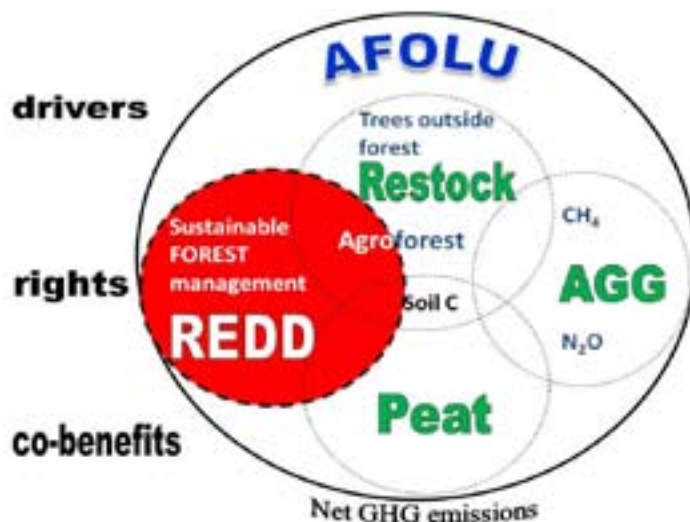 AFOLU
drivers
Trees outside
forest
Restock
CH₄
Sustainable
FOREST
management
Agroforest
rights
AGG
Soil C
REDD
N₂O
Peat
co-benefits
Net GHG emissions